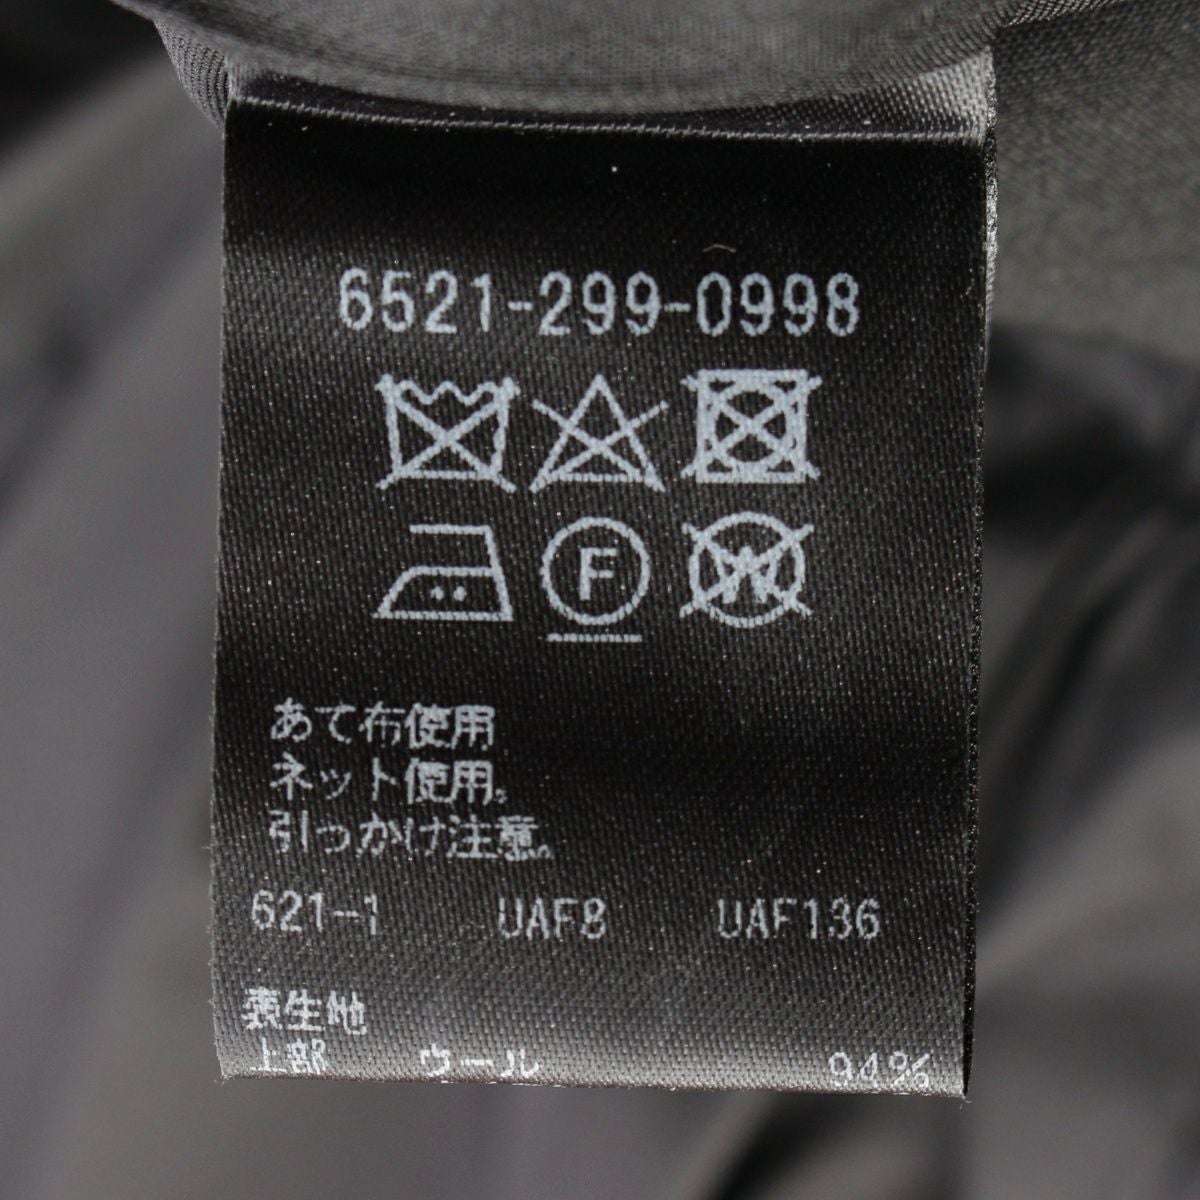 6521-299-0998
F
W
あて布使用
ネット使用。
引っかけ注意。
621-1 UAF8 UAF136
表生地
上部 ウール 94%